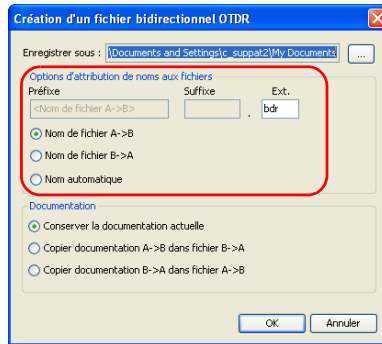 Création d'un fichier bidirectionnel OTDR
Enregistrer sous : \Documents and Settings\c_suppat2\My Documents ...
Options d'attribution de noms aux fichiers
Préfixe Suffixe Ext.
<Nom de fichier A->B> . bdr
Nom de fichier A->B
Nom de fichier B->A
Nom automatique
Documentation
Conserver la documentation actuelle
Copier documentation A->B dans fichier B->A
Copier documentation B->A dans fichier A->B
OK Annuler